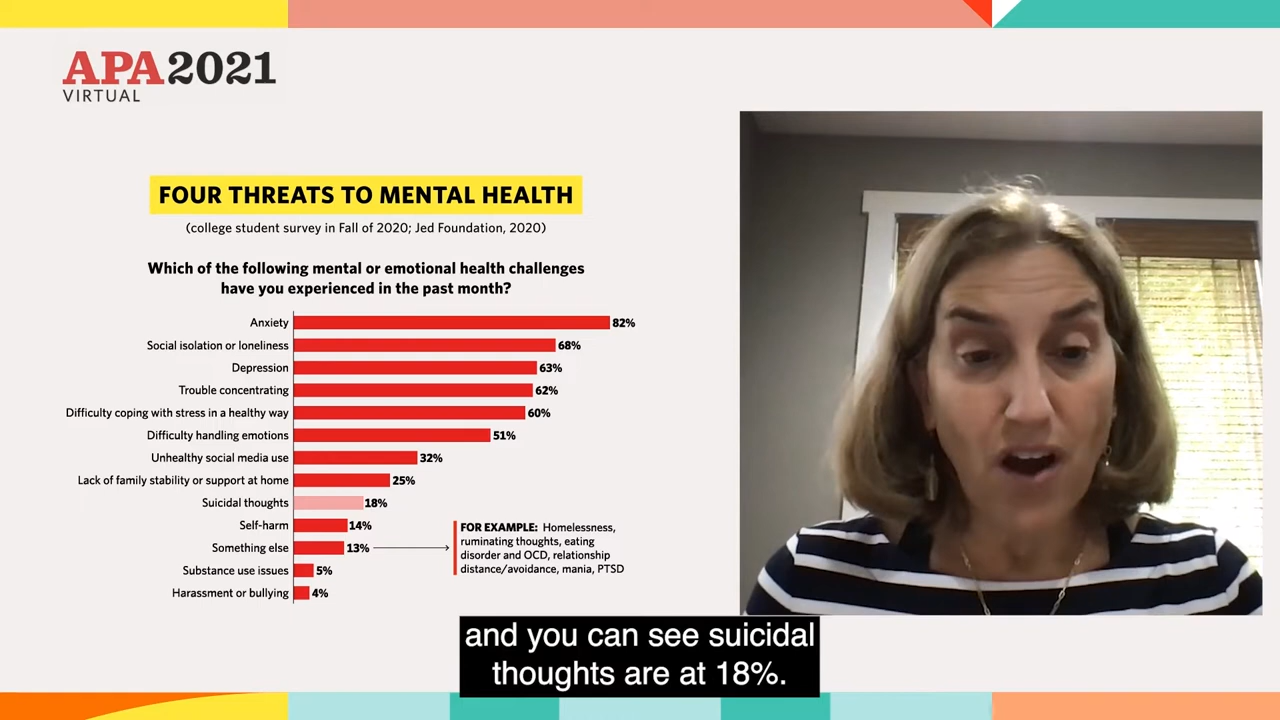 APA2021
VIRTUAL
FOUR THREATS TO MENTAL HEALTH
(college student survey in Fall of 2020; Jed Foundation, 2020)
Which of the following mental or emotional health challenges
have you experienced in the past month?
Anxiety 82%
Social isolation or loneliness 68%
Depression 63%
Trouble concentrating 62%
Difficulty coping with stress in a healthy way 60%
Difficulty handling emotions 51%
Unhealthy social media use 32%
Lack of family stability or support at home 25%
Suicidal thoughts 18%
Self-harm 14%
Something else 13%
FOR EXAMPLE: Homelessness,
ruminating thoughts, eating
disorder and OCD, relationship
distance/avoidance, mania, PTSD
Substance use issues 5%
Harassment or bullying 4%
and you can see suicidal
thoughts are at 18%.